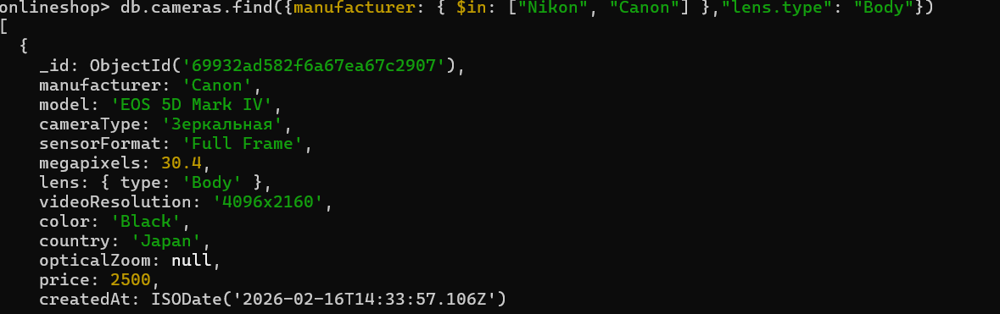 onlineshop> db.cameras.find({manufacturer: { $in: ["Nikon", "Canon"] },"lens.type": "Body"})
[
  {
    _id: ObjectId('69932ad582f6a67ea67c2907'),
    manufacturer: 'Canon',
    model: 'EOS 5D Mark IV',
    cameraType: 'Зеркальная',
    sensorFormat: 'Full Frame',
    megapixels: 30.4,
    lens: { type: 'Body' },
    videoResolution: '4096x2160',
    color: 'Black',
    country: 'Japan',
    opticalZoom: null,
    price: 2500,
    createdAt: ISODate('2026-02-16T14:33:57.106Z')